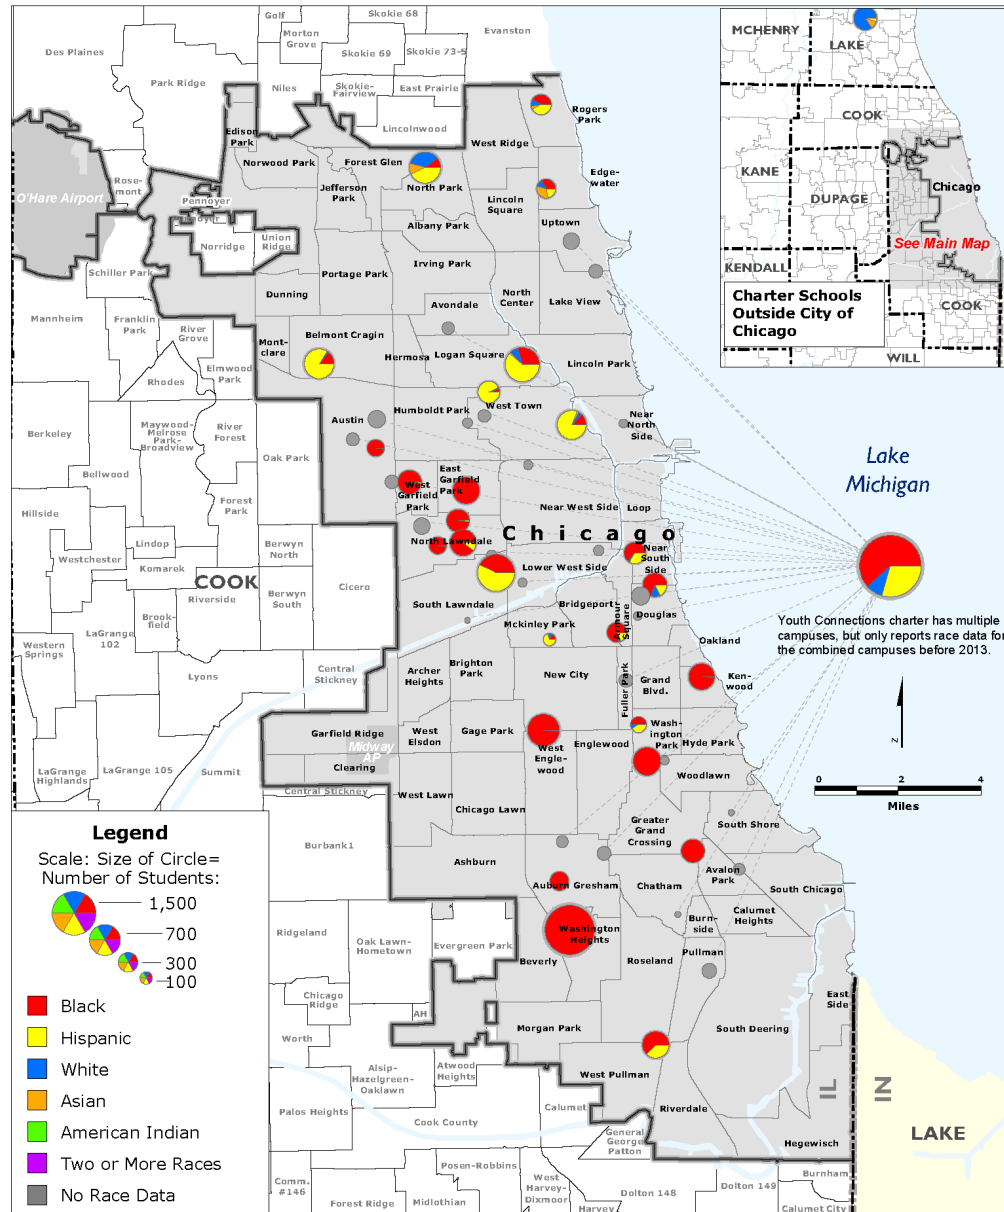 Skokie 68
Golf
Evanston
Morton
Grove
Des Plaines
Skokie 69
Skokie 73-5
Park Ridge
Niles
Skokie-
Fairview
East Prairie
Lincolnwood
Rogers
Park
Edison
Park
West Ridge
Norwood Park
Forest Glen
Rose-
mont
O'Hare Airport
Pennoyer
Jefferson
Park
North Park
Edge-
water
Lincoln
Square
Uptown
Albany Park
Norridge
Union
Ridge
Schiller Park
Irving Park
Portage Park
Dunning
North
Center
Lake View
Avondale
Mannheim
Franklin
Park
River
Grove
Mont-
clare
Belmont Cragin
Hermosa
Logan Square
Lincoln Park
Elmwood
Park
Rhodes
Humboldt Park
West Town
Austin
Near
North
Side
Berkeley
Maywood-
Melrose
Park-
Broadview
River
Forest
Oak Park
Bellwood
East
Garfield
Park
West
Garfield
Park
Hillside
Forest
Park
Near West Side
Loop
Chicago
North Lawndale
Near
South
Side
Lindop
Berwyn
North
Westchester
Komarek
COOK
Cicero
Lower West Side
Riverside
Berwyn
South
South Lawndale
Bridgeport
Armour
Square
Douglas
Brook-
field
LaGrange
102
Mckinley Park
Oakland
Western
Springs
Lyons
Central
Stickney
Archer
Heights
Brighton
Park
New City
Fuller Park
Grand
Blvd.
Ken-
wood
Garfield Ridge
West
Elsdon
Gage Park
Wash-
ington
Park
Hyde Park
Midway
AP
Clearing
West
Engle-
wood
Englewood
LaGrange
Highlands
LaGrange 105
Summit
Central Stickney
West Lawn
Chicago Lawn
Woodlawn
South Shore
Greater
Grand
Crossing
Burbank1
Ashburn
Auburn Gresham
Chatham
Avalon
Park
South Chicago
Calumet
Heights
Burn-
side
Washington
Heights
Ridgeland
Oak Lawn-
Hometown
Evergreen Park
Beverly
Roseland
Pullman
East
Side
Chicago
Ridge
AH
Worth
Morgan Park
South Deering
Alsip-
Hazelgreen-
Oaklawn
Atwood
Heights
West Pullman
Palos Heights
Cook County
Calumet
Riverdale
General
George
Patton
Hegewisch
Comm.
#146
Posen-Robbins
West
Harvey-
Dixmoor
Forest Ridge
Midlothian
Harvey
Dolton 148
Dolton 149
Burnham
Calumet City
IL
IN
LAKE
MCHENRY
LAKE
COOK
KANE
DUPAGE
Chicago
See Main Map
KENDALL
COOK
WILL
Charter Schools
Outside City of
Chicago
Lake
Michigan
Youth Connections charter has multiple
campuses, but only reports race data for
the combined campuses before 2013.
N
0 2 4
Miles
Legend
Scale: Size of Circle=
Number of Students:
1,500
700
300
100
Black
Hispanic
White
Asian
American Indian
Two or More Races
No Race Data